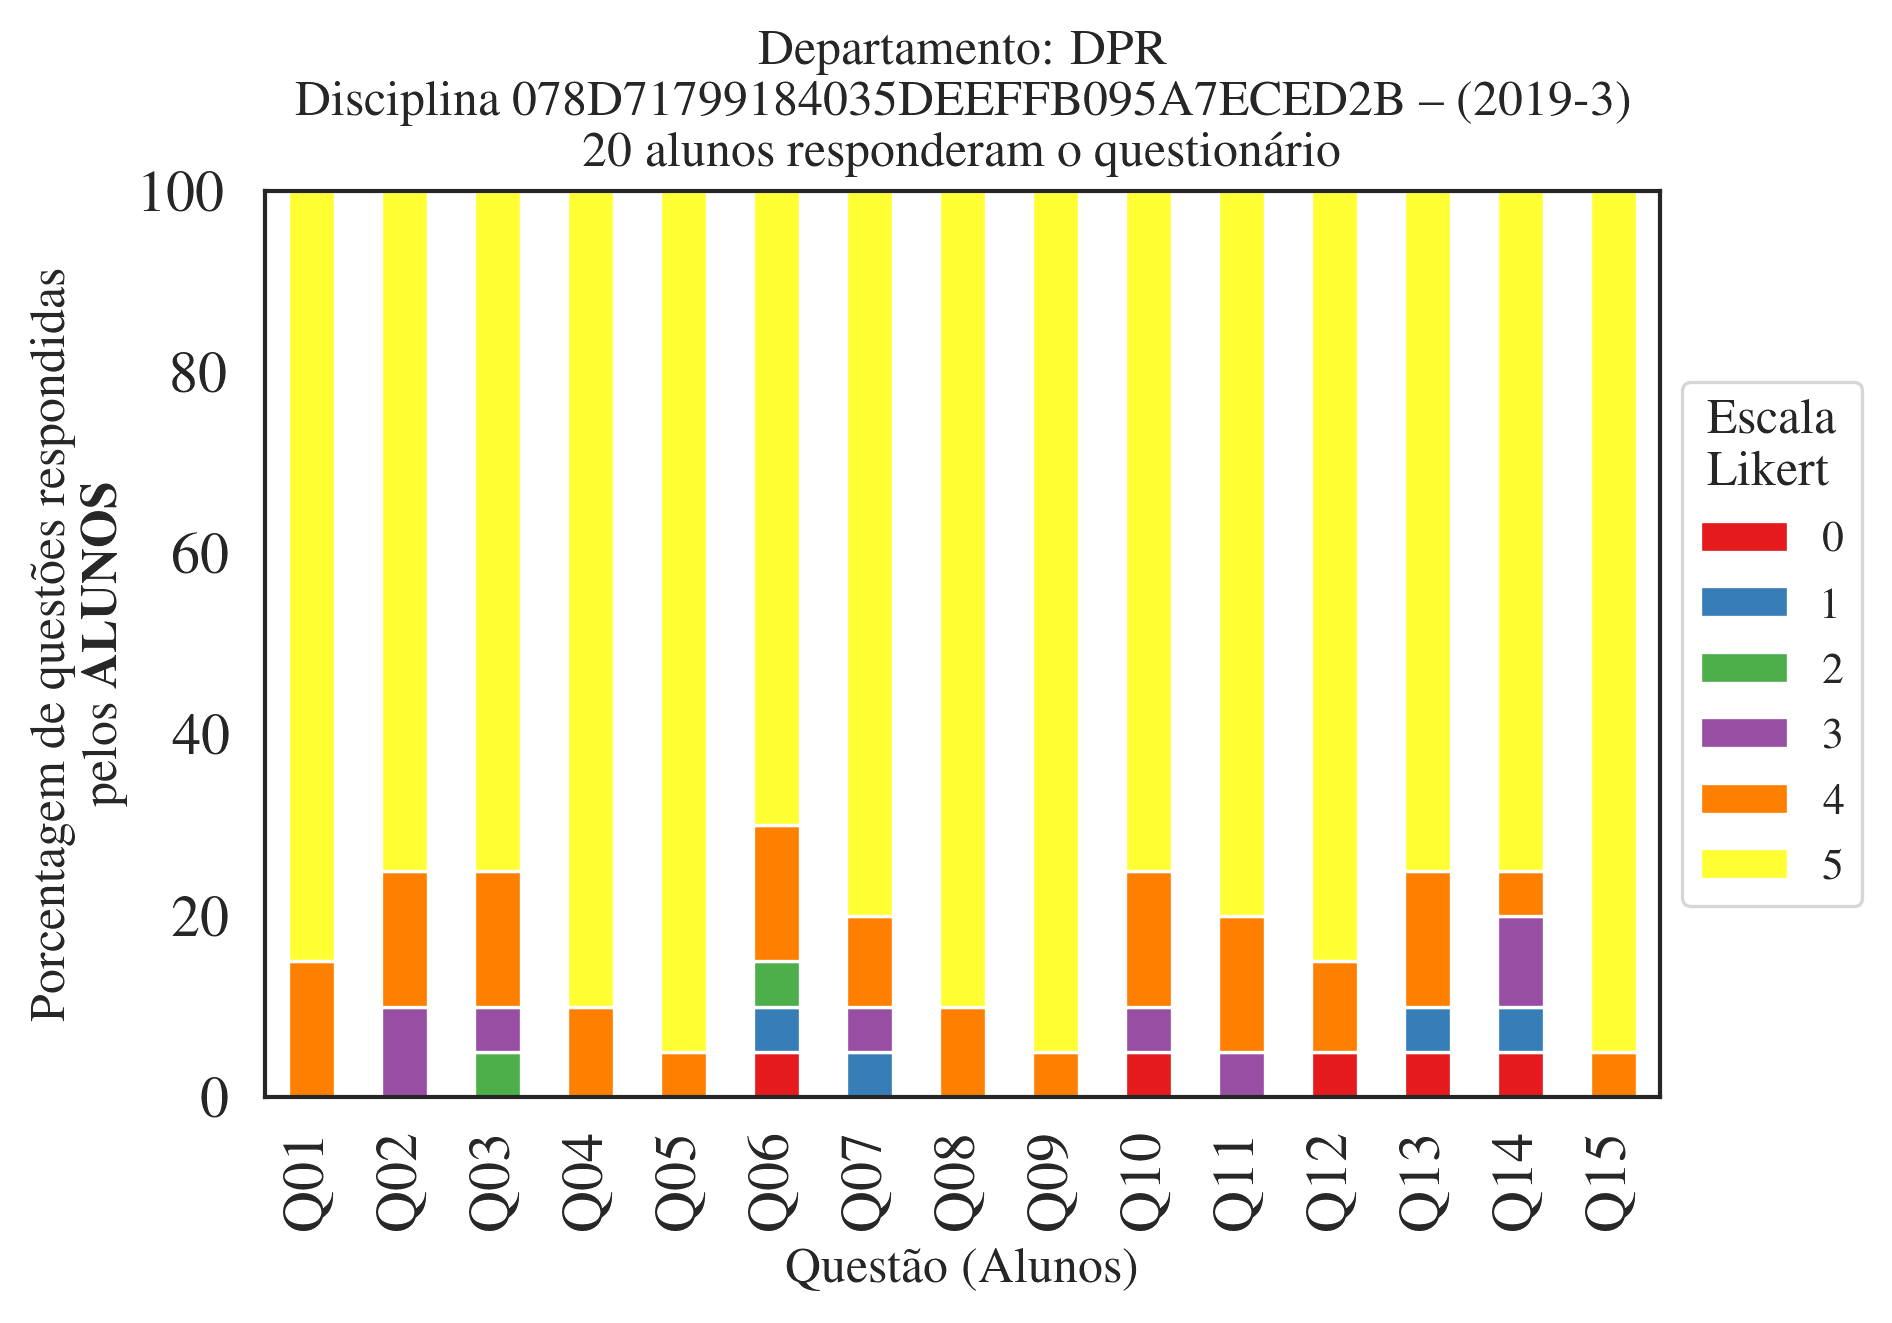 Departamento: DPR
Disciplina 078D71799184035DEEFFB095A7ECED2B – (2019-3)
20 alunos responderam o questionário
Porcentagem de questões respondidas
pelos ALUNOS
100
80
60
40
20
0
Q01
Q02
Q03
Q04
Q05
Q06
Q07
Q08
Q09
Q10
Q11
Q12
Q13
Q14
Q15
Questão (Alunos)
Escala
Likert
0
1
2
3
4
5